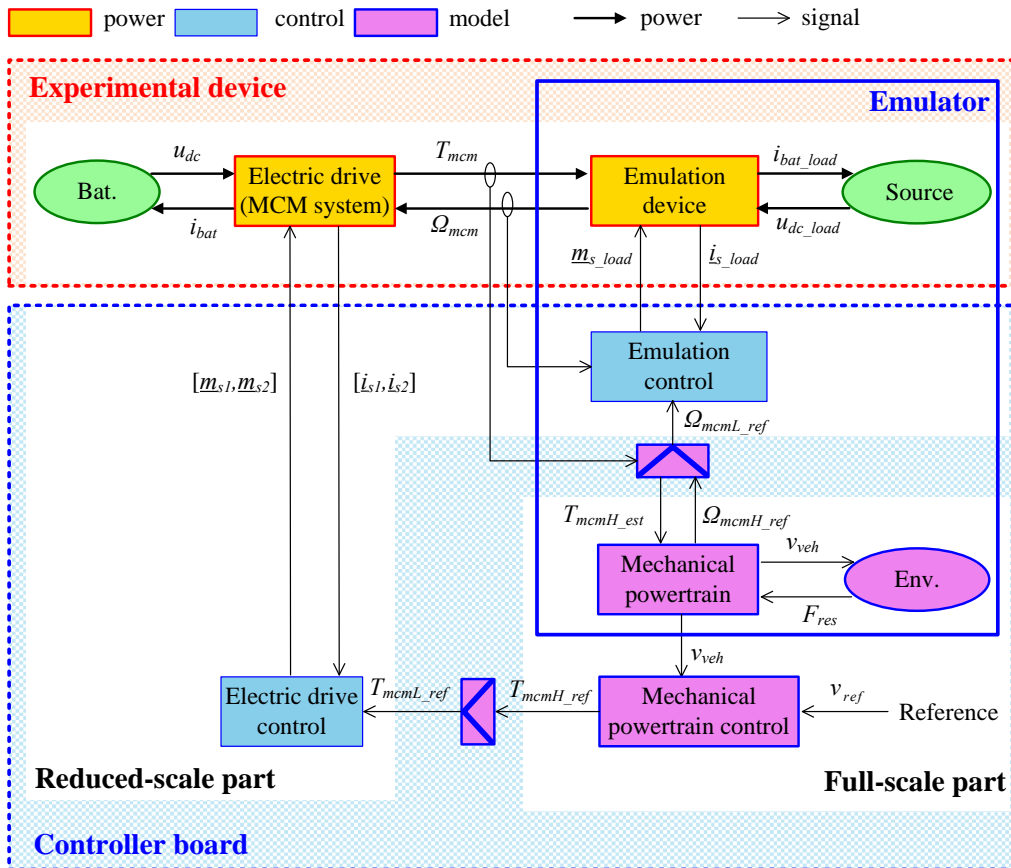 power control model power signal
Experimental device
Emulator
u_dc
T_mcm
i_bat_load
Bat.
Electric drive
(MCM system)
Emulation
device
Source
i_bat
Ω_mcm
u_dc_load
m_s_load
i_s_load
[m_s1,m_s2]
[i_s1,i_s2]
Emulation
control
Ω_mcmL_ref
T_mcmH_est
Ω_mcmH_ref
v_veh
Mechanical
powertrain
Env.
F_res
v_veh
Electric drive
control
T_mcmL_ref
T_mcmH_ref
Mechanical
powertrain control
v_ref
Reference
Reduced-scale part
Full-scale part
Controller board